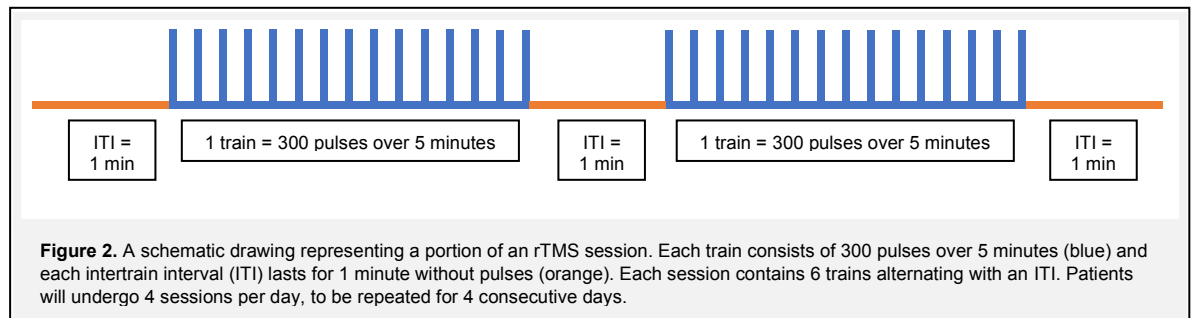 ITI =
1 min
1 train = 300 pulses over 5 minutes
ITI =
1 min
1 train = 300 pulses over 5 minutes
ITI =
1 min
Figure 2. A schematic drawing representing a portion of an rTMS session. Each train consists of 300 pulses over 5 minutes (blue) and
each intertrain interval (ITI) lasts for 1 minute without pulses (orange). Each session contains 6 trains alternating with an ITI. Patients
will undergo 4 sessions per day, to be repeated for 4 consecutive days.